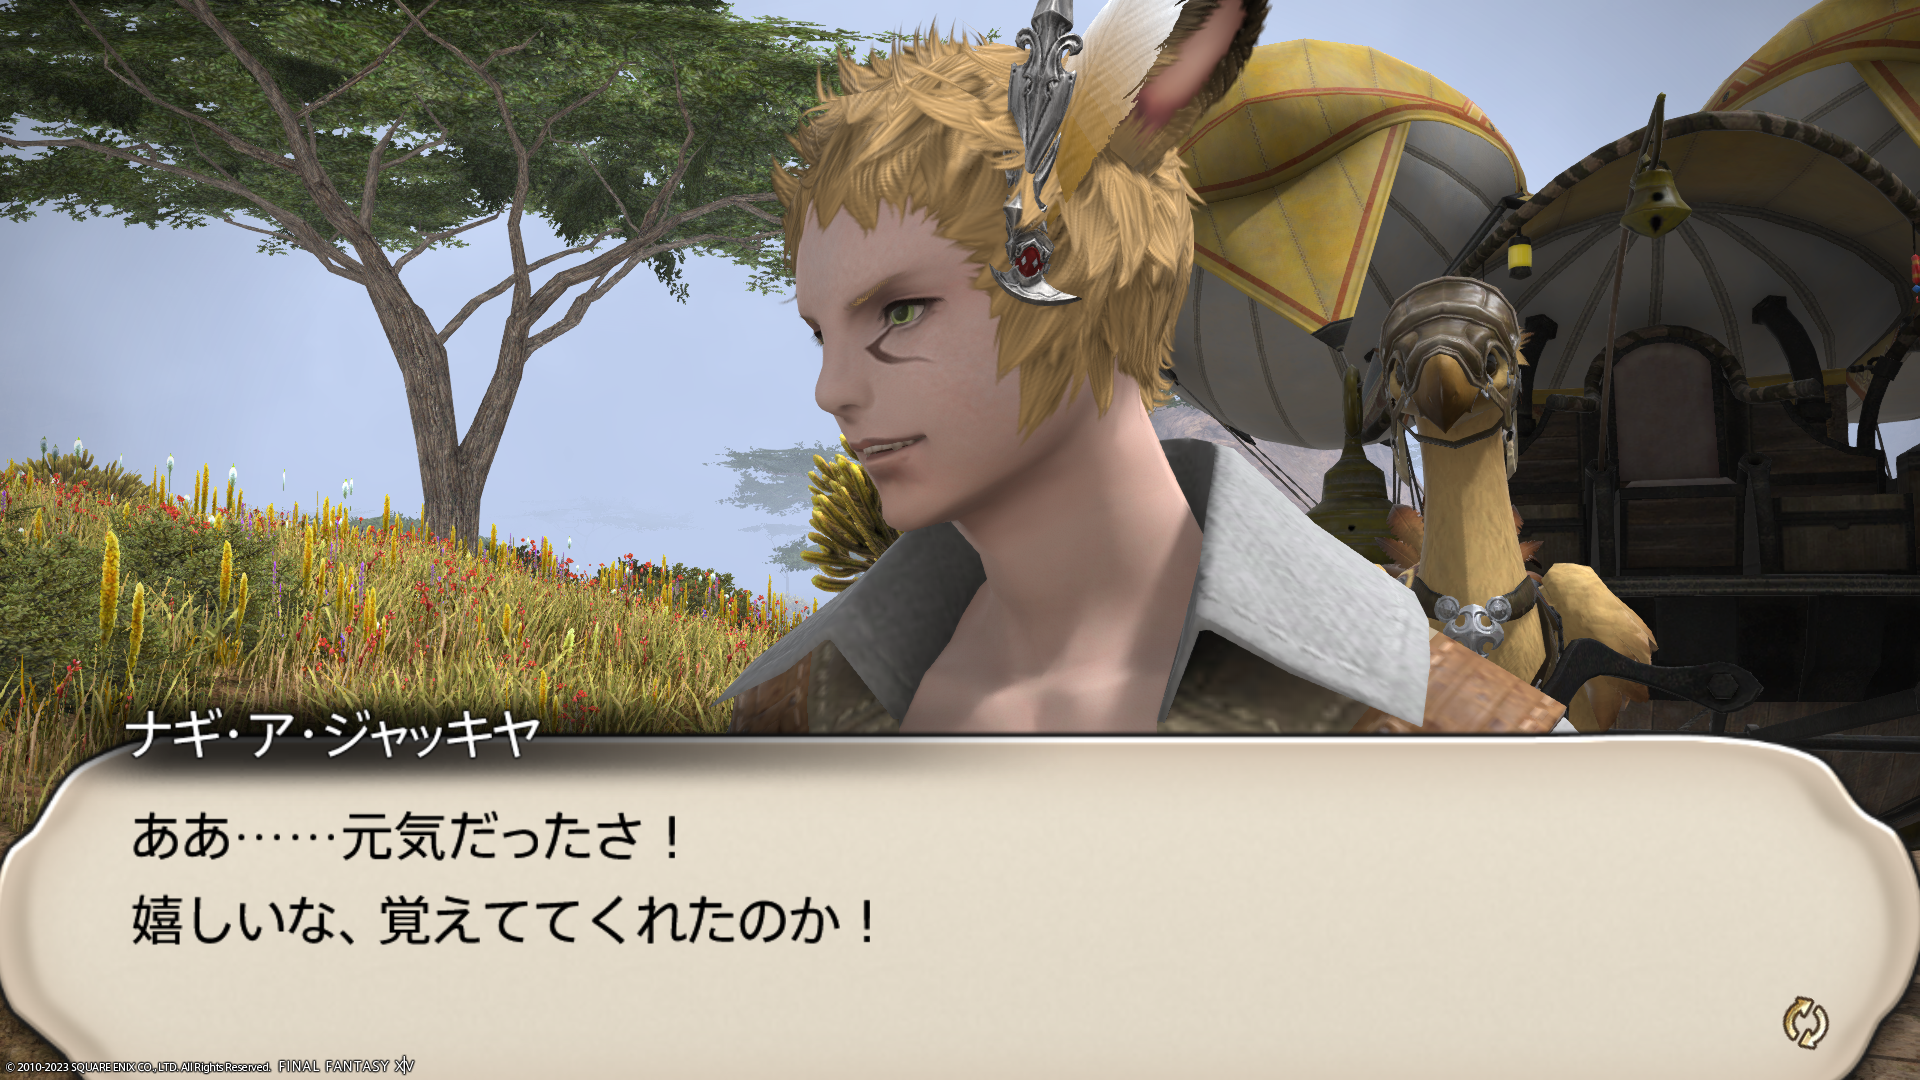 ナギ・ア・ジャッキヤ
ああ……元気だったさ！
嬉しいな、覚えててくれたのか！
© 2010-2023 SQUARE ENIX CO., LTD. All Rights Reserved. FINAL FANTASY XIV